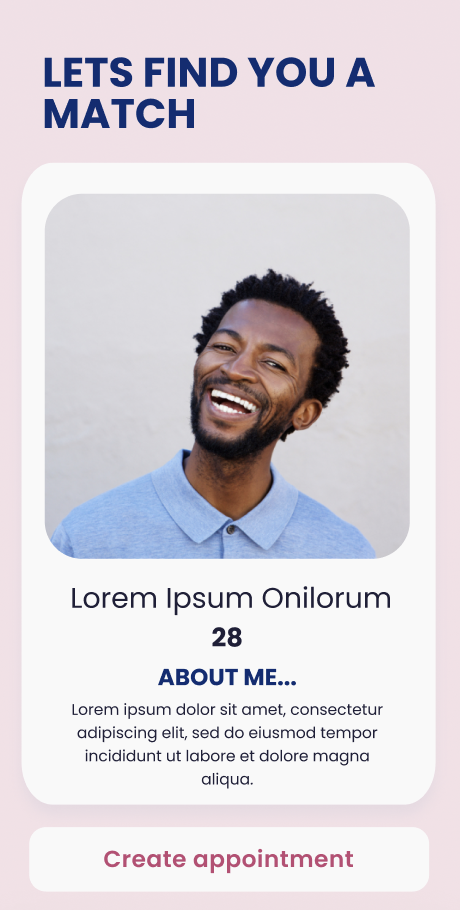 LETS FIND YOU A
MATCH
Lorem Ipsum Onilorum
28
ABOUT ME...
Lorem ipsum dolor sit amet, consectetur
adipiscing elit, sed do eiusmod tempor
incididunt ut labore et dolore magna
aliqua.
Create appointment